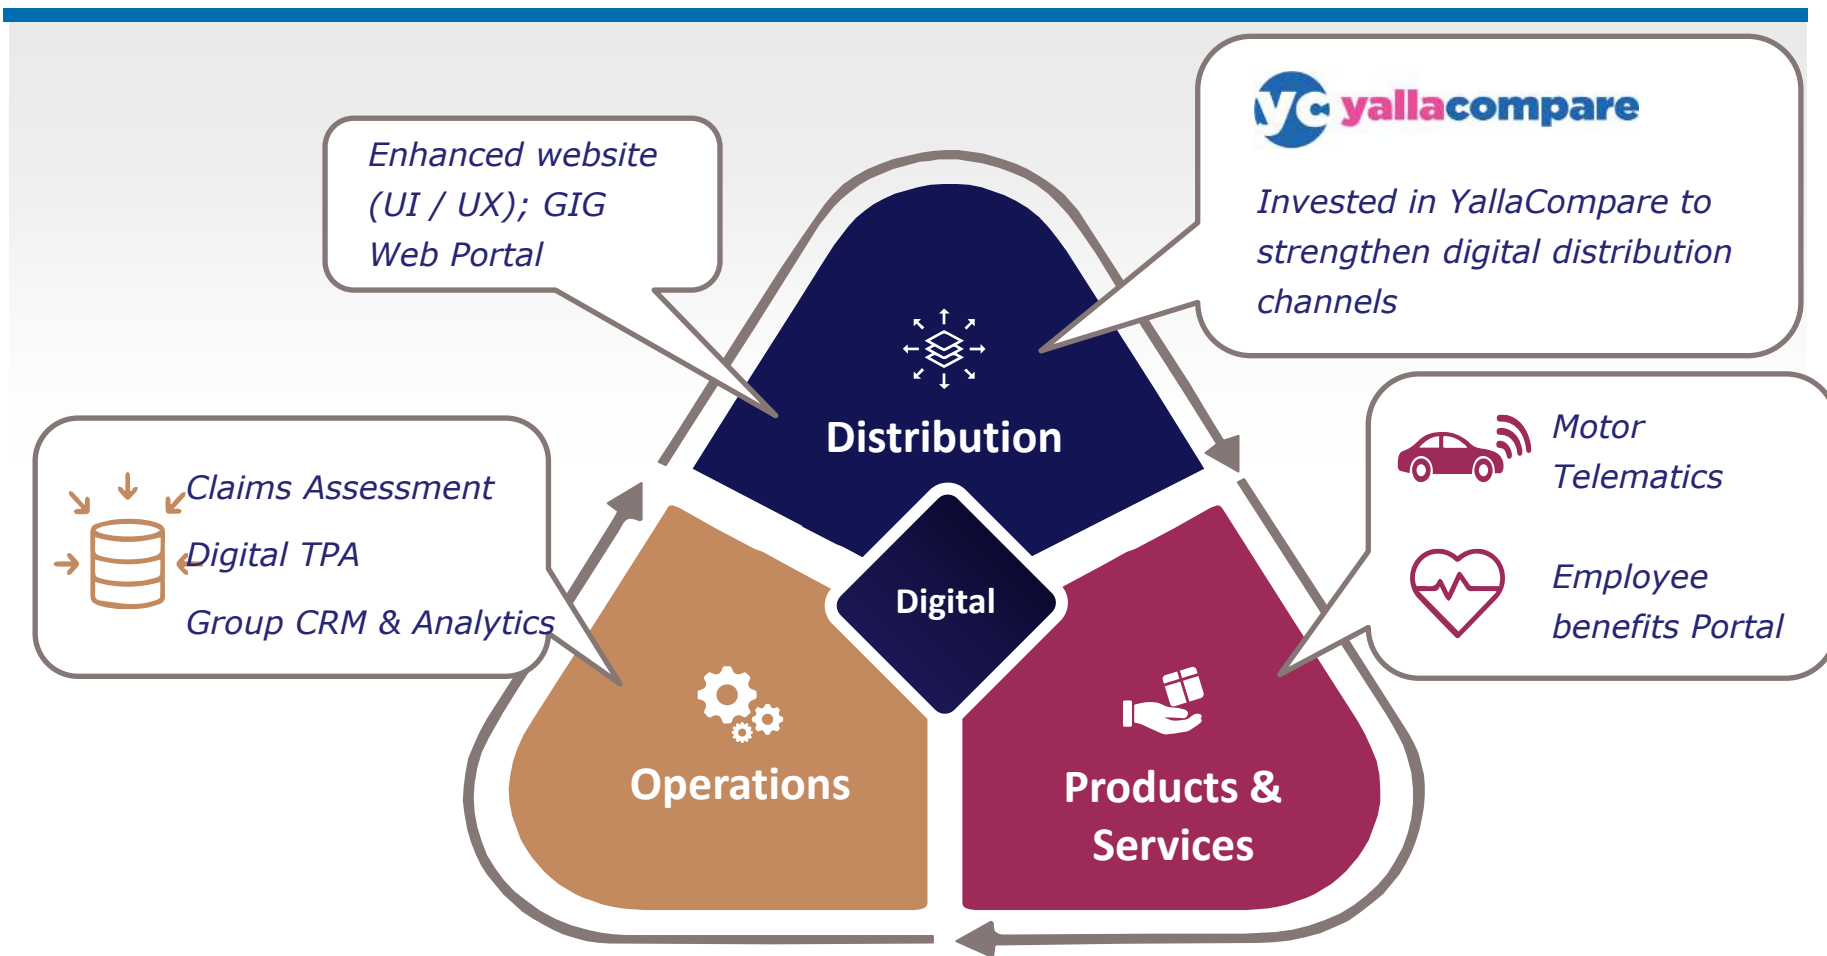 yc yallacompare
Enhanced website
(UI / UX); GIG
Web Portal
Invested in YallaCompare to
strengthen digital distribution
channels
Distribution
Motor
Telematics
Employee
benefits Portal
Claims Assessment
Digital TPA
Group CRM & Analytics
Digital
Operations
Products &
Services